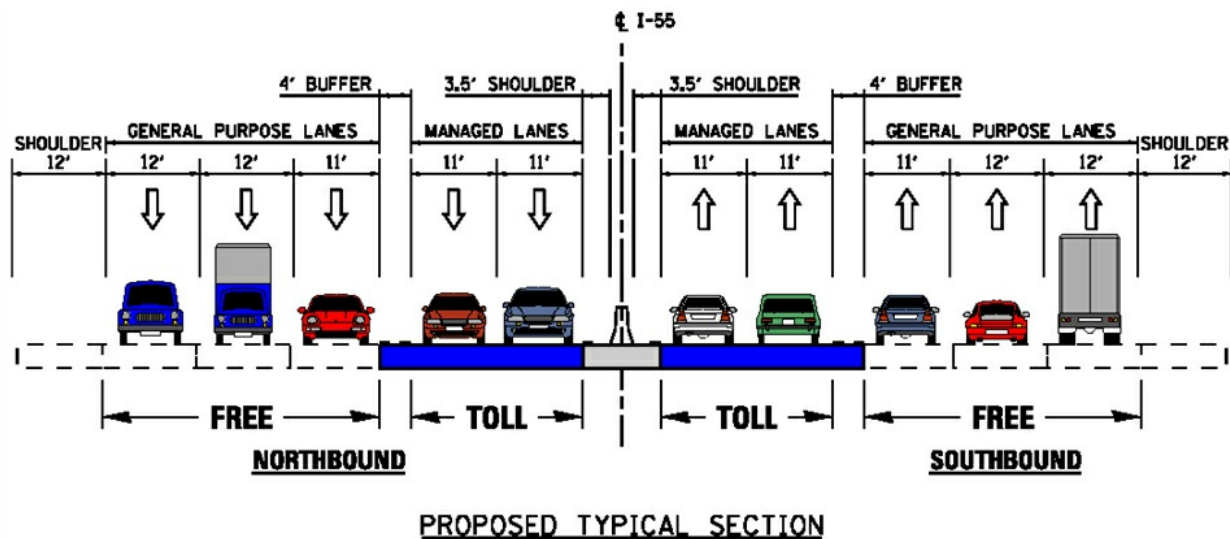 ℄ I-55
4' BUFFER 3.5' SHOULDER 3.5' SHOULDER 4' BUFFER
GENERAL PURPOSE LANES MANAGED LANES MANAGED LANES GENERAL PURPOSE LANES
SHOULDER SHOULDER
12' 12' 12' 11' 11' 11' 11' 11' 11' 12' 12' 12'
FREE TOLL TOLL FREE
NORTHBOUND SOUTHBOUND
PROPOSED TYPICAL SECTION